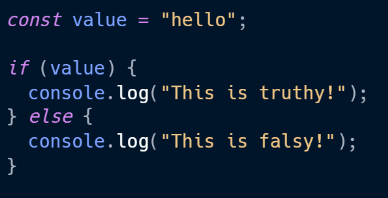 const value = "hello";

if (value) {
  console.log("This is truthy!");
} else {
  console.log("This is falsy!");
}